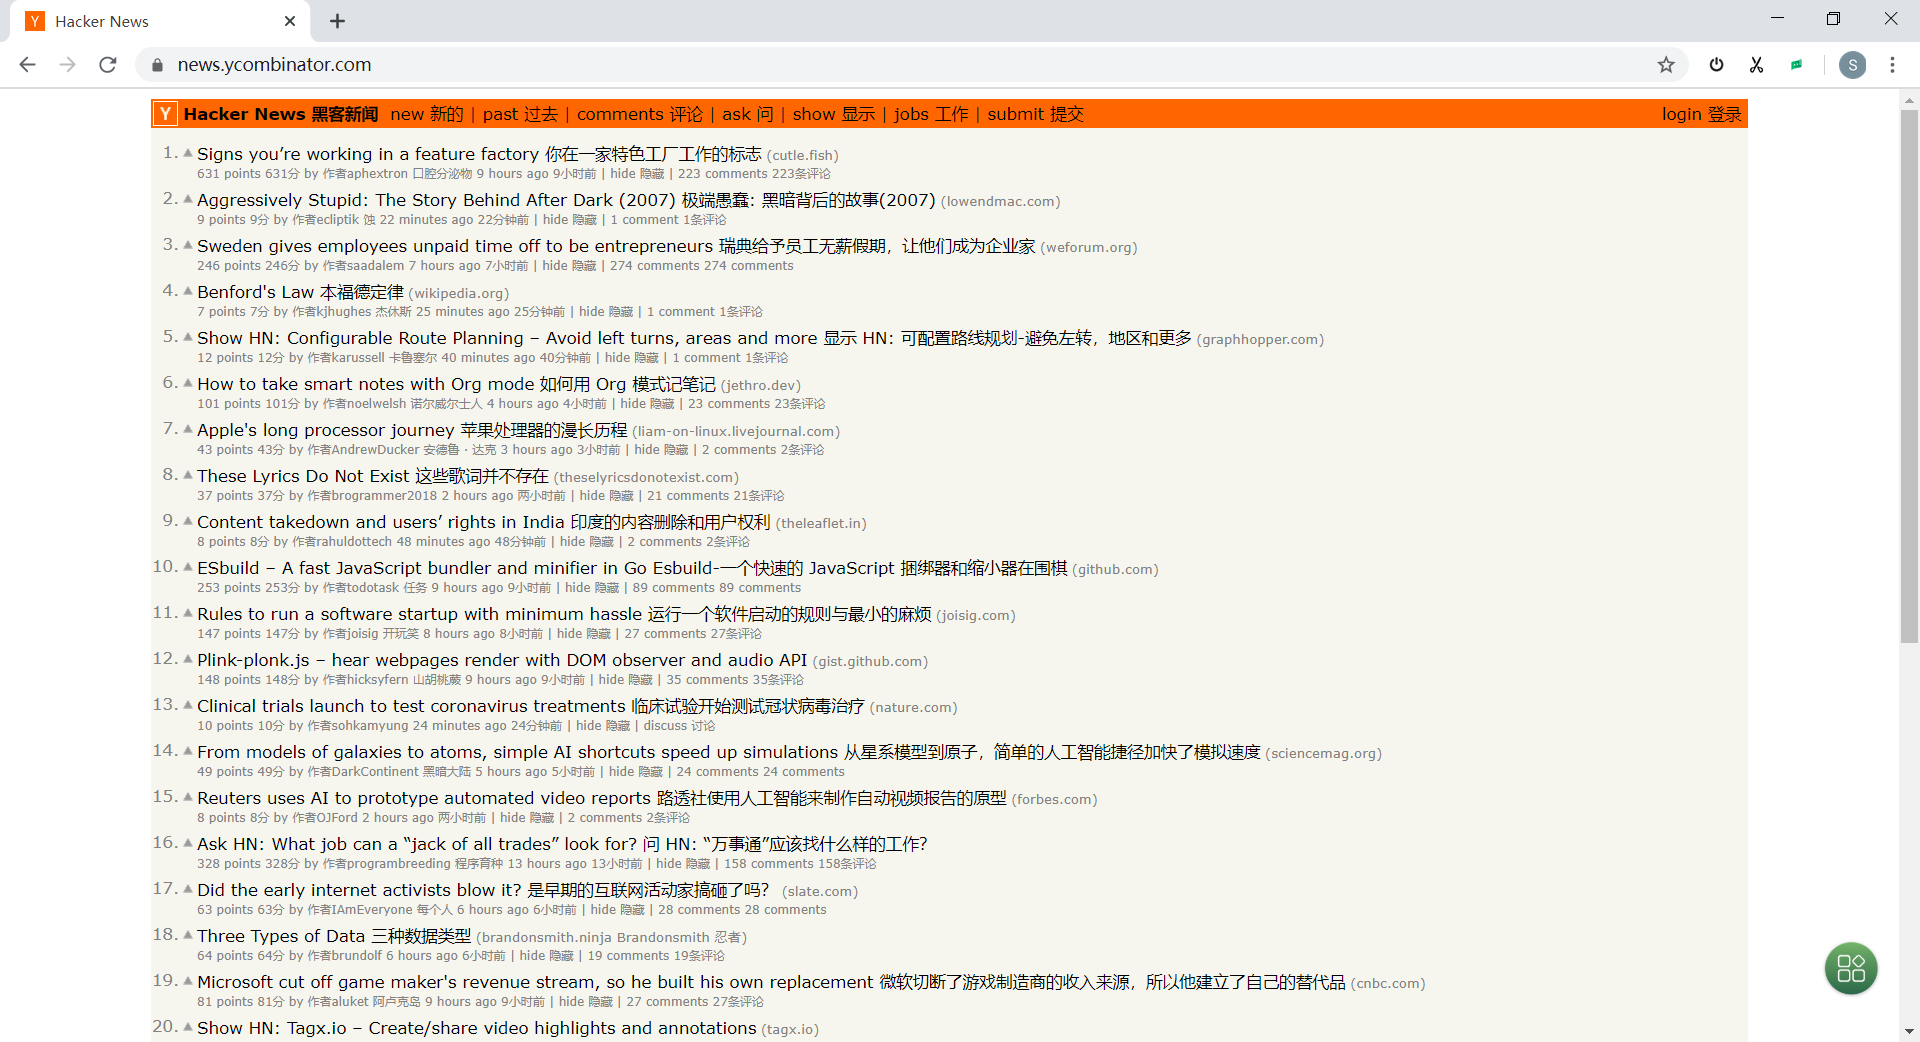 Hacker News
news.ycombinator.com
S
Y Hacker News 黑客新闻 new 新的 | past 过去 | comments 评论 | ask 问 | show 显示 | jobs 工作 | submit 提交 login 登录
1. Signs you’re working in a feature factory 你在一家特色工厂工作的标志 (cutle.fish)
631 points 631分 by 作者aphextron 口腔分泌物 9 hours ago 9小时前 | hide 隐藏 | 223 comments 223条评论
2. Aggressively Stupid: The Story Behind After Dark (2007) 极端愚蠢: 黑暗背后的故事(2007) (lowendmac.com)
9 points 9分 by 作者ecliptik 蚀 22 minutes ago 22分钟前 | hide 隐藏 | 1 comment 1条评论
3. Sweden gives employees unpaid time off to be entrepreneurs 瑞典给予员工无薪假期，让他们成为企业家 (weforum.org)
246 points 246分 by 作者saadalem 7 hours ago 7小时前 | hide 隐藏 | 274 comments 274 comments
4. Benford's Law 本福德定律 (wikipedia.org)
7 points 7分 by 作者kjhughes 杰休斯 25 minutes ago 25分钟前 | hide 隐藏 | 1 comment 1条评论
5. Show HN: Configurable Route Planning – Avoid left turns, areas and more 显示 HN: 可配置路线规划-避免左转，地区和更多 (graphhopper.com)
12 points 12分 by 作者karussell 卡鲁塞尔 40 minutes ago 40分钟前 | hide 隐藏 | 1 comment 1条评论
6. How to take smart notes with Org mode 如何用 Org 模式记笔记 (jethro.dev)
101 points 101分 by 作者noelwelsh 诺尔威尔士人 4 hours ago 4小时前 | hide 隐藏 | 23 comments 23条评论
7. Apple's long processor journey 苹果处理器的漫长历程 (liam-on-linux.livejournal.com)
43 points 43分 by 作者AndrewDucker 安德鲁 · 达克 3 hours ago 3小时前 | hide 隐藏 | 2 comments 2条评论
8. These Lyrics Do Not Exist 这些歌词并不存在 (theselyricsdonotexist.com)
37 points 37分 by 作者brogrammer2018 2 hours ago 两小时前 | hide 隐藏 | 21 comments 21条评论
9. Content takedown and users’ rights in India 印度的内容删除和用户权利 (theleaflet.in)
8 points 8分 by 作者rahuldottech 48 minutes ago 48分钟前 | hide 隐藏 | 2 comments 2条评论
10. ESbuild – A fast JavaScript bundler and minifier in Go Esbuild-一个快速的 JavaScript 捆绑器和缩小器在围棋 (github.com)
253 points 253分 by 作者todotask 任务 9 hours ago 9小时前 | hide 隐藏 | 89 comments 89 comments
11. Rules to run a software startup with minimum hassle 运行一个软件启动的规则与最小的麻烦 (joisig.com)
147 points 147分 by 作者joisig 开玩笑 8 hours ago 8小时前 | hide 隐藏 | 27 comments 27条评论
12. Plink-plonk.js – hear webpages render with DOM observer and audio API (gist.github.com)
148 points 148分 by 作者hicksyfern 山胡桃蕨 9 hours ago 9小时前 | hide 隐藏 | 35 comments 35条评论
13. Clinical trials launch to test coronavirus treatments 临床试验开始测试冠状病毒治疗 (nature.com)
10 points 10分 by 作者sohkamyung 24 minutes ago 24分钟前 | hide 隐藏 | discuss 讨论
14. From models of galaxies to atoms, simple AI shortcuts speed up simulations 从星系模型到原子，简单的人工智能捷径加快了模拟速度 (sciencemag.org)
49 points 49分 by 作者DarkContinent 黑暗大陆 5 hours ago 5小时前 | hide 隐藏 | 24 comments 24 comments
15. Reuters uses AI to prototype automated video reports 路透社使用人工智能来制作自动视频报告的原型 (forbes.com)
8 points 8分 by 作者OJFord 2 hours ago 两小时前 | hide 隐藏 | 2 comments 2条评论
16. Ask HN: What job can a “jack of all trades” look for? 问 HN: “万事通”应该找什么样的工作?
328 points 328分 by 作者programbreeding 程序育种 13 hours ago 13小时前 | hide 隐藏 | 158 comments 158条评论
17. Did the early internet activists blow it? 是早期的互联网活动家搞砸了吗？ (slate.com)
63 points 63分 by 作者IAmEveryone 每个人 6 hours ago 6小时前 | hide 隐藏 | 28 comments 28 comments
18. Three Types of Data 三种数据类型 (brandonsmith.ninja Brandonsmith 忍者)
64 points 64分 by 作者brundolf 6 hours ago 6小时前 | hide 隐藏 | 19 comments 19条评论
19. Microsoft cut off game maker's revenue stream, so he built his own replacement 微软切断了游戏制造商的收入来源，所以他建立了自己的替代品 (cnbc.com)
81 points 81分 by 作者aluket 阿卢克岛 9 hours ago 9小时前 | hide 隐藏 | 27 comments 27条评论
20. Show HN: Tagx.io – Create/share video highlights and annotations (tagx.io)